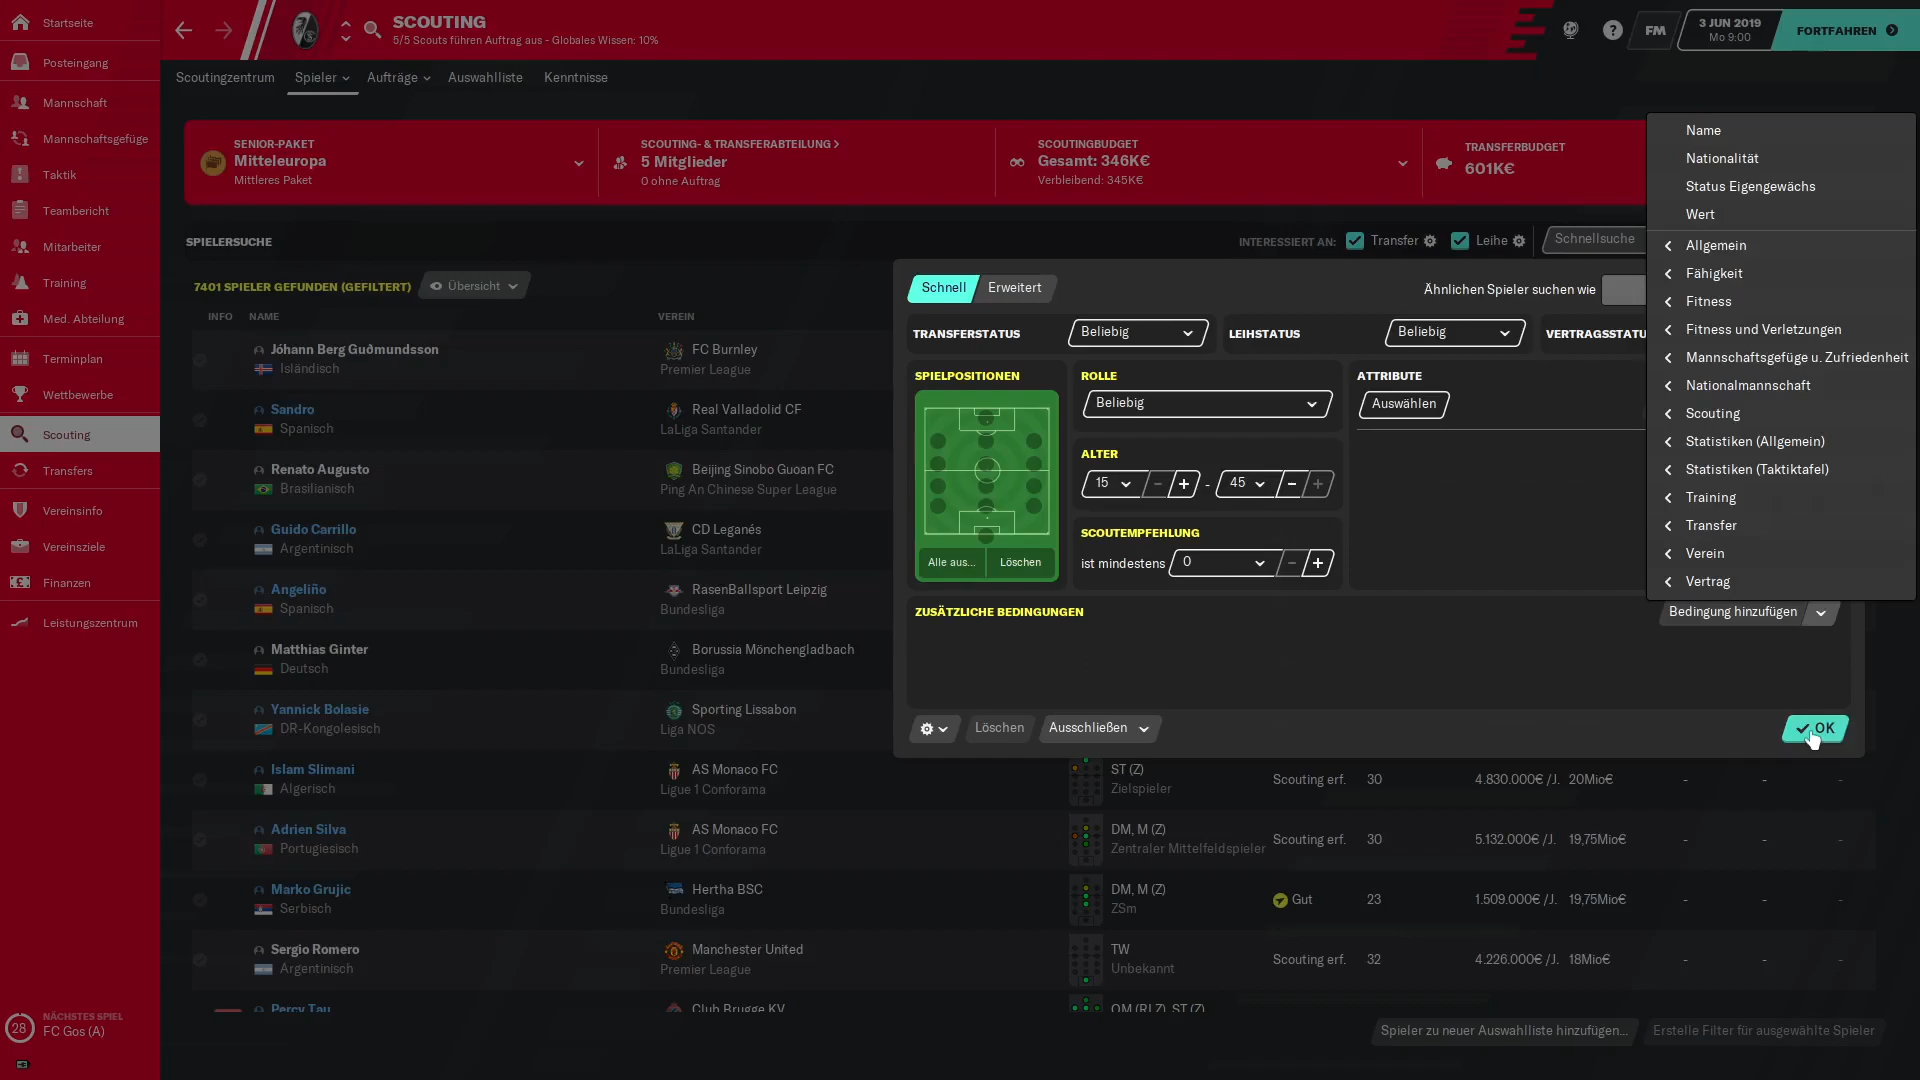 Startseite
Posteingang
Mannschaft
Mannschaftsgefüge
Taktik
Teambericht
Mitarbeiter
Training
Med. Abteilung
Terminplan
Wettbewerbe
Scouting
Transfers
Vereinsinfo
Vereinsziele
Finanzen
Leistungszentrum
28
NÄCHSTES SPIEL
FC Gos (A)
SCOUTING
5/5 Scouts führen Auftrag aus - Globales Wissen: 10%
FM
3 JUN 2019
Mo 9:00
FORTFAHREN
Scoutingzentrum Spieler Aufträge Auswahlliste Kenntnisse
SENIOR-PAKET
Mitteleuropa
Mittleres Paket
SCOUTING- & TRANSFERABTEILUNG >
5 Mitglieder
0 ohne Auftrag
SCOUTINGBUDGET
Gesamt: 346K€
Verbleibend: 345K€
TRANSFERBUDGET
601K€
SPIELERSUCHE
INTERESSIERT AN: Transfer Leihe Schnellsuche
7401 SPIELER GEFUNDEN (GEFILTERT) Übersicht
INFO NAME VEREIN
Jóhann Berg Guðmundsson FC Burnley
Isländisch Premier League
Sandro Real Valladolid CF
Spanisch LaLiga Santander
Renato Augusto Beijing Sinobo Guoan FC
Brasilianisch Ping An Chinese Super League
Guido Carrillo CD Leganés
Argentinisch LaLiga Santander
Angeliño RasenBallsport Leipzig
Spanisch Bundesliga
Matthias Ginter Borussia Mönchengladbach
Deutsch Bundesliga
Yannick Bolasie Sporting Lissabon
DR-Kongolesisch Liga NOS
Islam Slimani AS Monaco FC ST (Z) Scouting erf. 30 4.830.000€ /J. 20Mio€ - - -
Algerisch Ligue 1 Conforama Zielspieler
Adrien Silva AS Monaco FC DM, M (Z) Scouting erf. 30 5.132.000€ /J. 19,75Mio€ - - -
Portugiesisch Ligue 1 Conforama Zentraler Mittelfeldspieler
Marko Grujic Hertha BSC DM, M (Z) Gut 23 1.509.000€ /J. 19,75Mio€ - - -
Serbisch Bundesliga ZSm
Sergio Romero Manchester United TW Scouting erf. 32 4.226.000€ /J. 18Mio€ - - -
Argentinisch Premier League Unbekannt
Percy Tau Club Brugge KV OM (RLZ), ST (Z)
Schnell Erweitert Ähnlichen Spieler suchen wie
TRANSFERSTATUS Beliebig LEIHSTATUS Beliebig VERTRAGSSTATU
SPIELPOSITIONEN
Alle aus... Löschen
ROLLE
Beliebig
ALTER
15 - + - 45 - +
SCOUTEMPFEHLUNG
ist mindestens 0 - +
ATTRIBUTE
Auswählen
ZUSÄTZLICHE BEDINGUNGEN Bedingung hinzufügen
Löschen Ausschließen OK
Name
Nationalität
Status Eigengewächs
Wert
Allgemein
Fähigkeit
Fitness
Fitness und Verletzungen
Mannschaftsgefüge u. Zufriedenheit
Nationalmannschaft
Scouting
Statistiken (Allgemein)
Statistiken (Taktiktafel)
Training
Transfer
Verein
Vertrag
Spieler zu neuer Auswahlliste hinzufügen... Erstelle Filter für ausgewählte Spieler